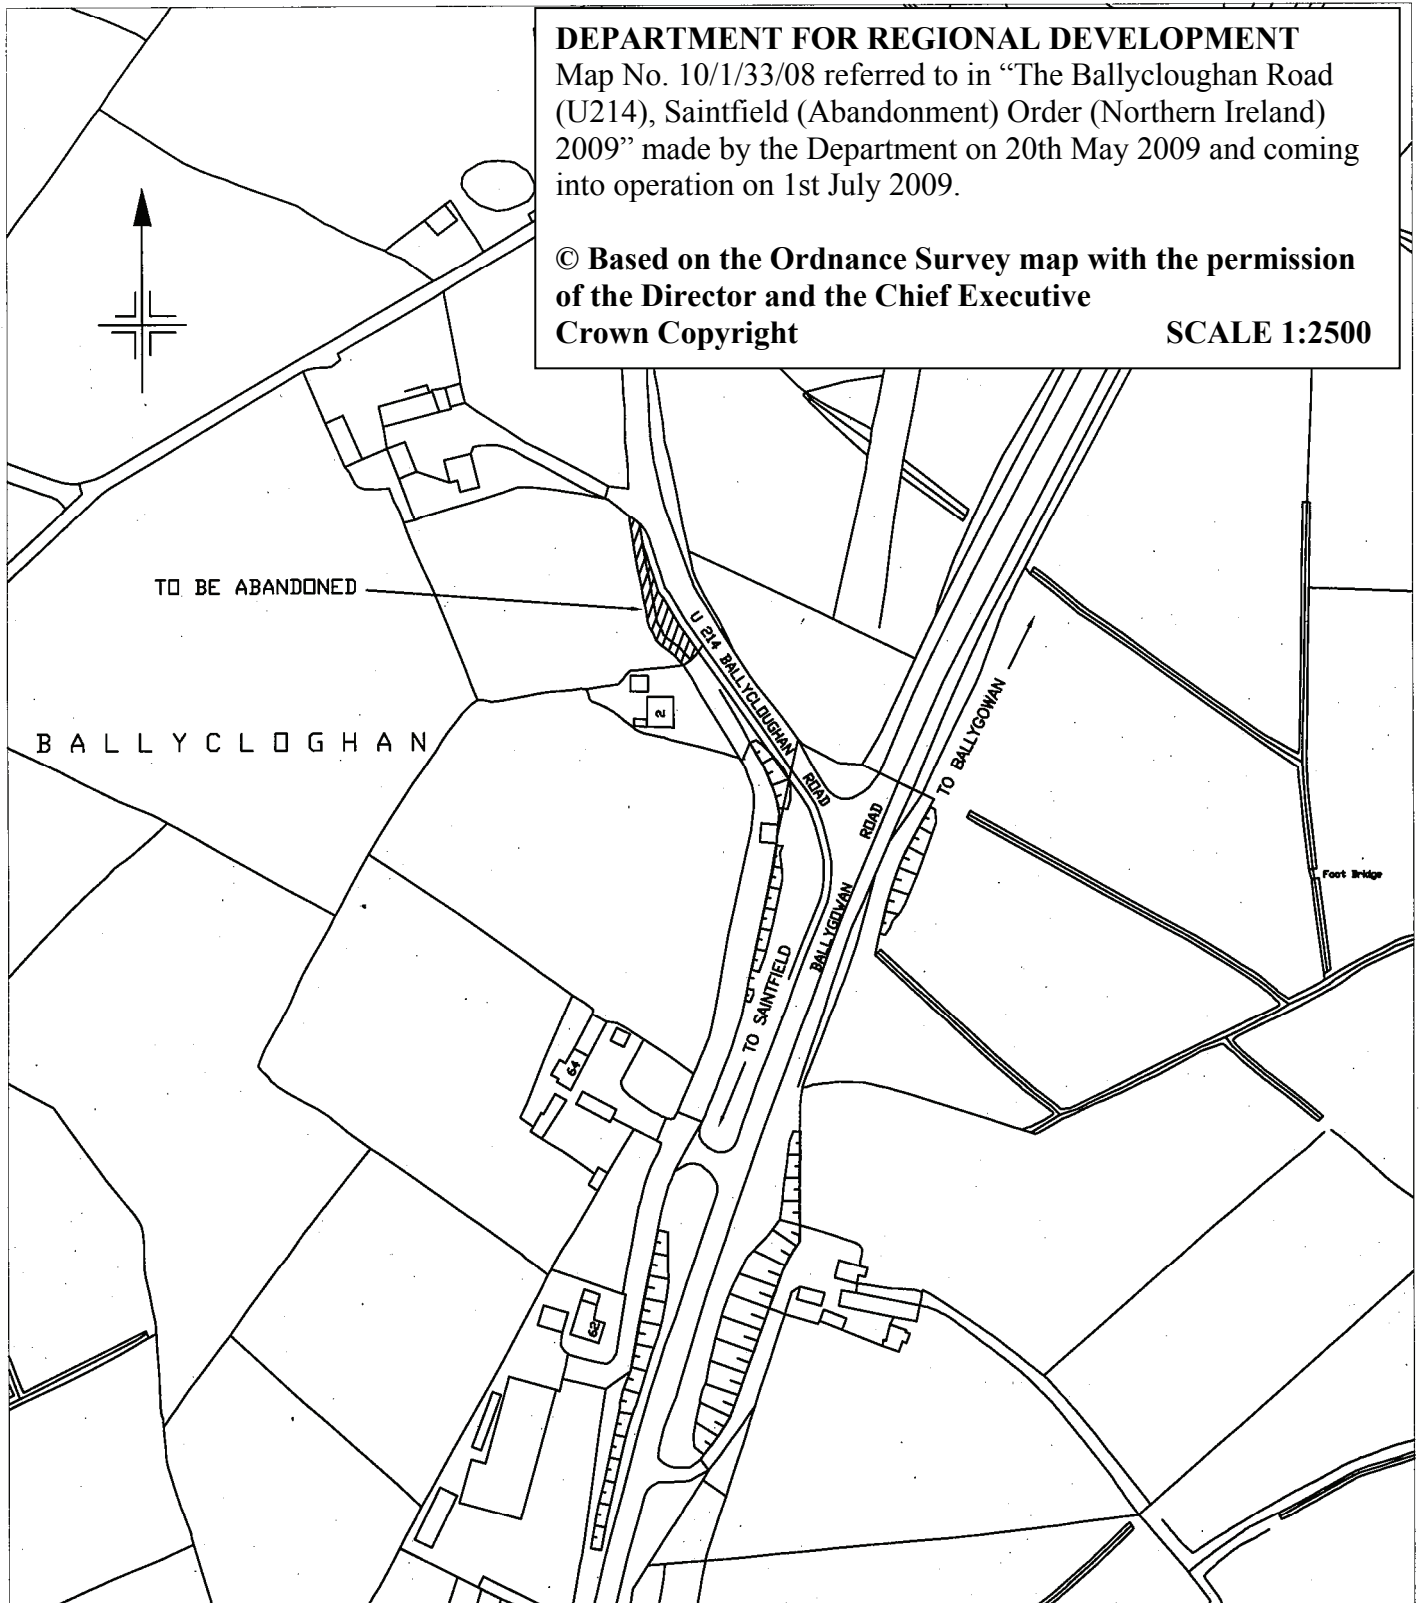 DEPARTMENT FOR REGIONAL DEVELOPMENT
Map No. 10/1/33/08 referred to in “The Ballycloughan Road
(U214), Saintfield (Abandonment) Order (Northern Ireland)
2009” made by the Department on 20th May 2009 and coming
into operation on 1st July 2009.
© Based on the Ordnance Survey map with the permission
of the Director and the Chief Executive
Crown Copyright SCALE 1:2500
TO BE ABANDONED
U 214 BALLYCLOUGHAN ROAD
21
BALLYCLOGHAN
TO BALLYGOWAN
BALLYGOWAN ROAD
Foot Bridge
TO SAINTFIELD
64
62